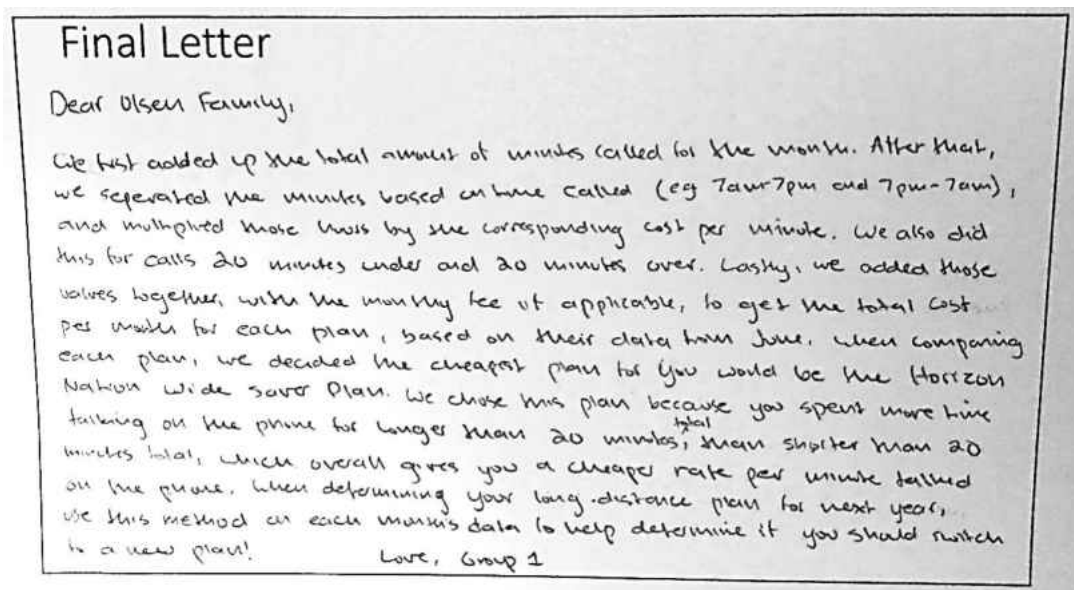 Final Letter
Dear Olsen Family,
We first added up the total amount of minutes called for the month. After that,
we seperated the minutes based on time called (eg 7am-7pm and 7pm-7am),
and multiplied those by the corresponding cost per minute. We also did
this for calls 20 minutes under and 20 minutes over. Lastly, we added those
values together, with the monthly fee if applicable, to get the total cost
per month for each plan, based on their data from June. When comparing
each plan, we decided the cheapest plan for you would be the Horizon
Nation Wide Saver Plan. We chose this plan because you spent more time
talking on the phone for longer than 20 minutes, total than shorter than 20
minutes total, which overall gives you a cheaper rate per minute talked
on the phone. When determining your long-distance plan for next year,
use this method on each month's data to help determine if you should switch
to a new plan!
Love, Group 1